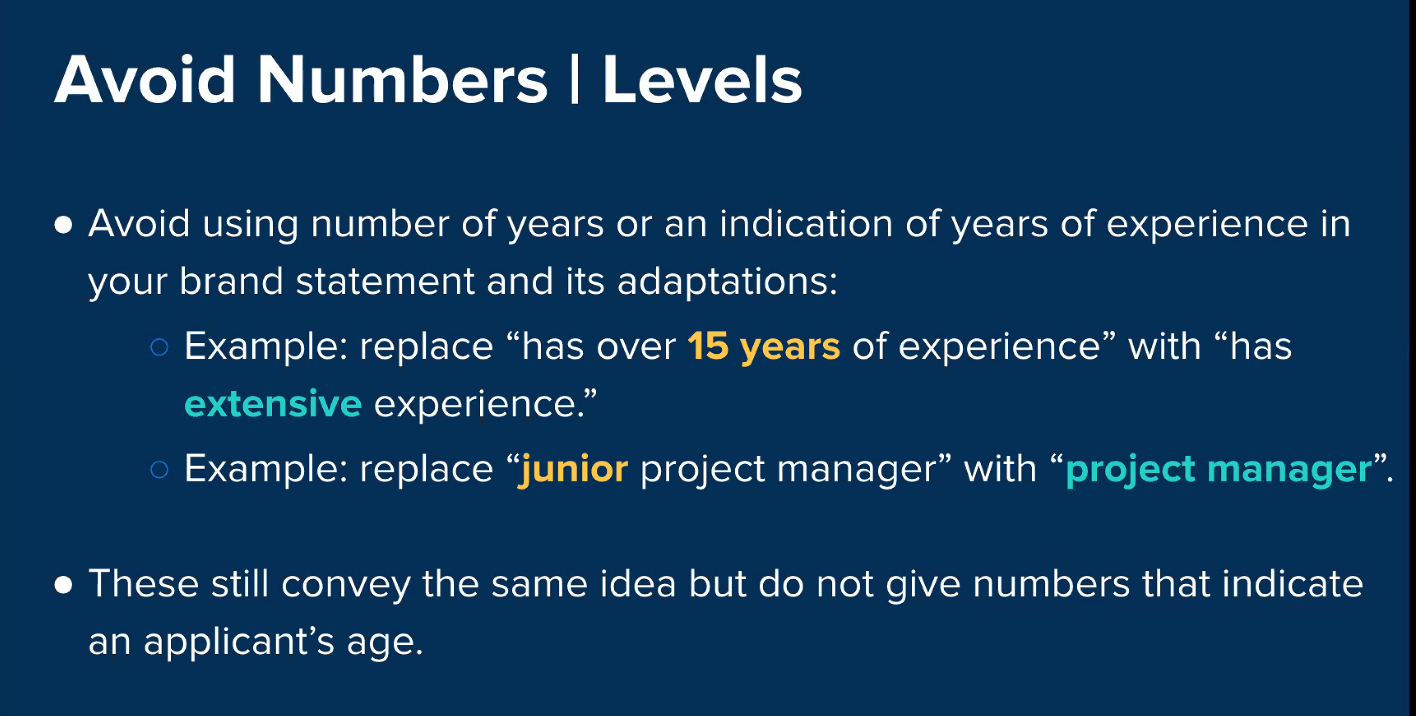 Avoid Numbers | Levels
● Avoid using number of years or an indication of years of experience in
your brand statement and its adaptations:
○ Example: replace “has over 15 years of experience” with “has
extensive experience.”
○ Example: replace “junior project manager” with “project manager”.
● These still convey the same idea but do not give numbers that indicate
an applicant’s age.